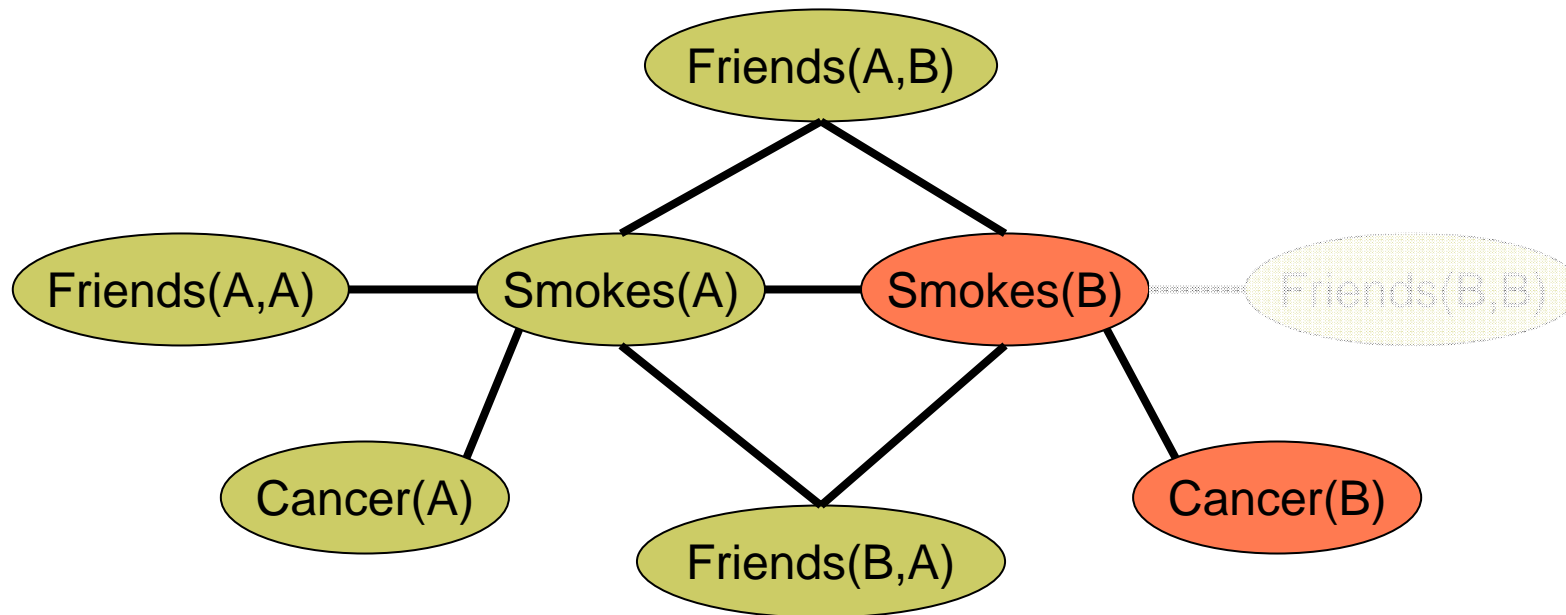 Friends(A,B)
Friends(A,A)
Smokes(A)
Smokes(B)
Friends(B,B)
Cancer(A)
Cancer(B)
Friends(B,A)